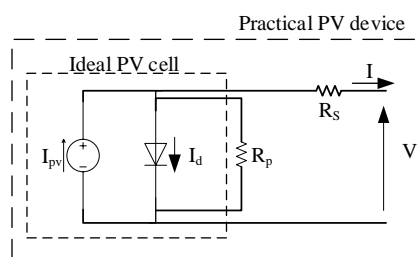 Practical PV device
Ideal PV cell
I
R_S
I_pv
+
−
I_d
R_p
V